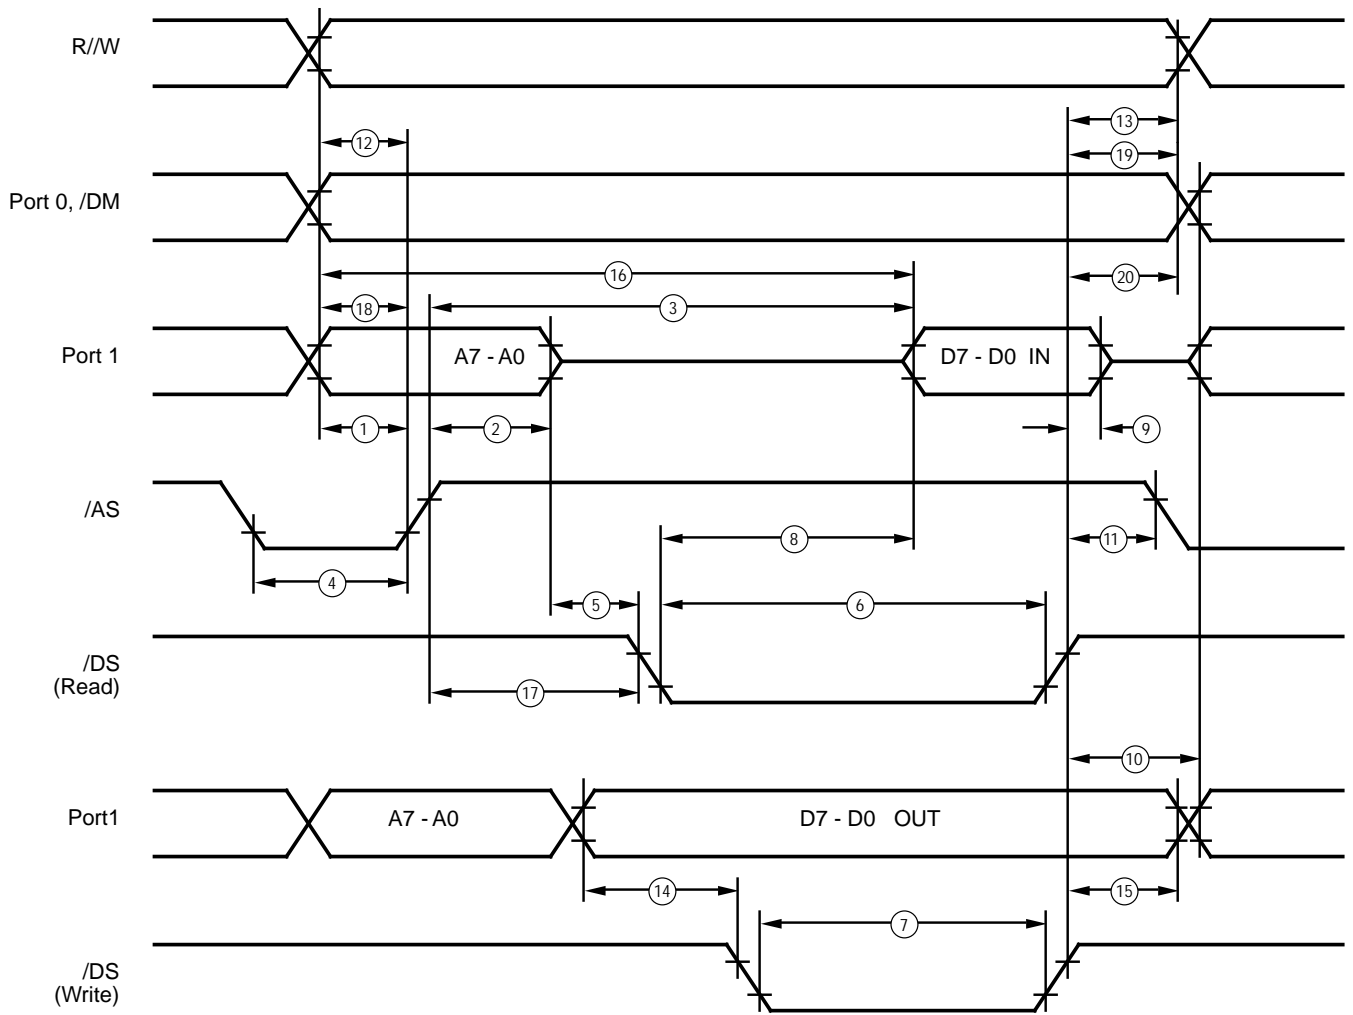 R//W
13
12
19
Port 0, /DM
16
20
18
3
Port 1
A7 - A0
D7 - D0 IN
1
2
9
/AS
8
11
4
5
6
/DS
(Read)
17
10
Port1
A7 - A0
D7 - D0 OUT
14
15
7
/DS
(Write)